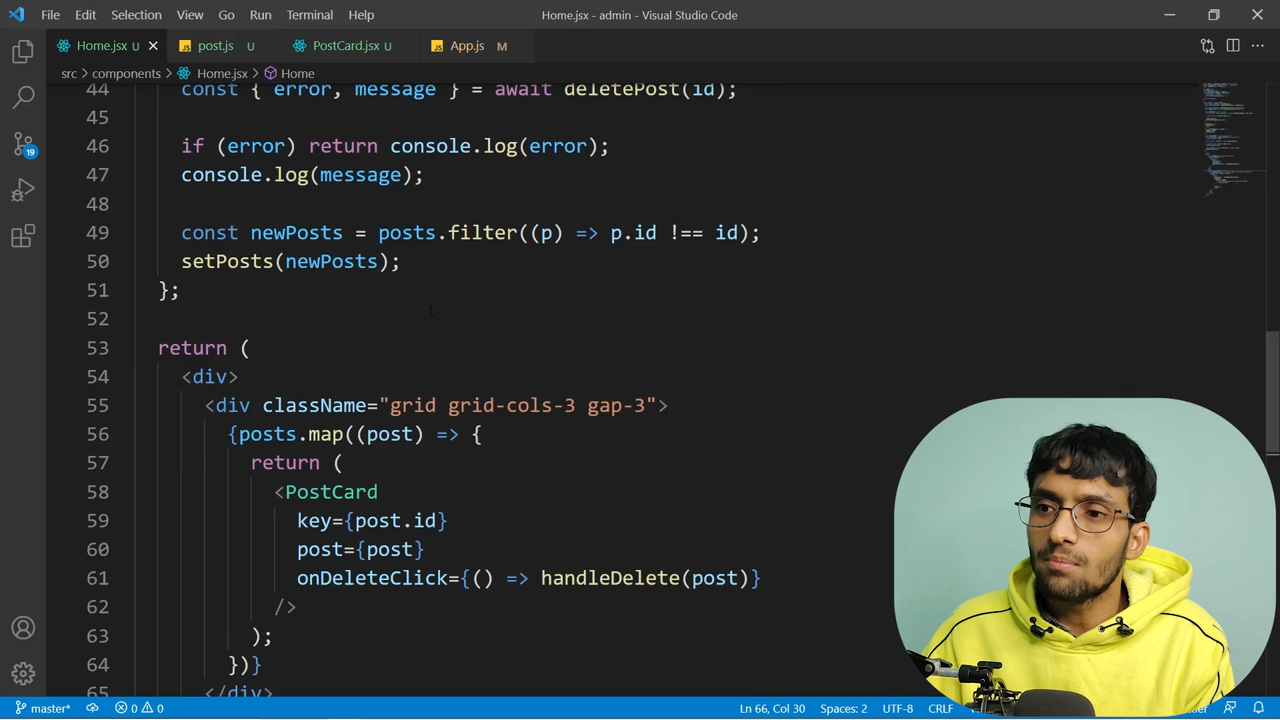 File Edit Selection View Go Run Terminal Help Home.jsx - admin - Visual Studio Code
Home.jsx U post.js U PostCard.jsx U App.js M
src > components > Home.jsx > Home
44 const { error, message } = await deletePost(id);
45
46 if (error) return console.log(error);
47 console.log(message);
48
49 const newPosts = posts.filter((p) => p.id !== id);
50 setPosts(newPosts);
51 };
52
53 return (
54 <div>
55 <div className="grid grid-cols-3 gap-3">
56 {posts.map((post) => {
57 return (
58 <PostCard
59 key={post.id}
60 post={post}
61 onDeleteClick={() => handleDelete(post)}
62 />
63 );
64 })}
65 </div>
19
master* 0 0 Ln 66, Col 30 Spaces: 2 UTF-8 CRLF